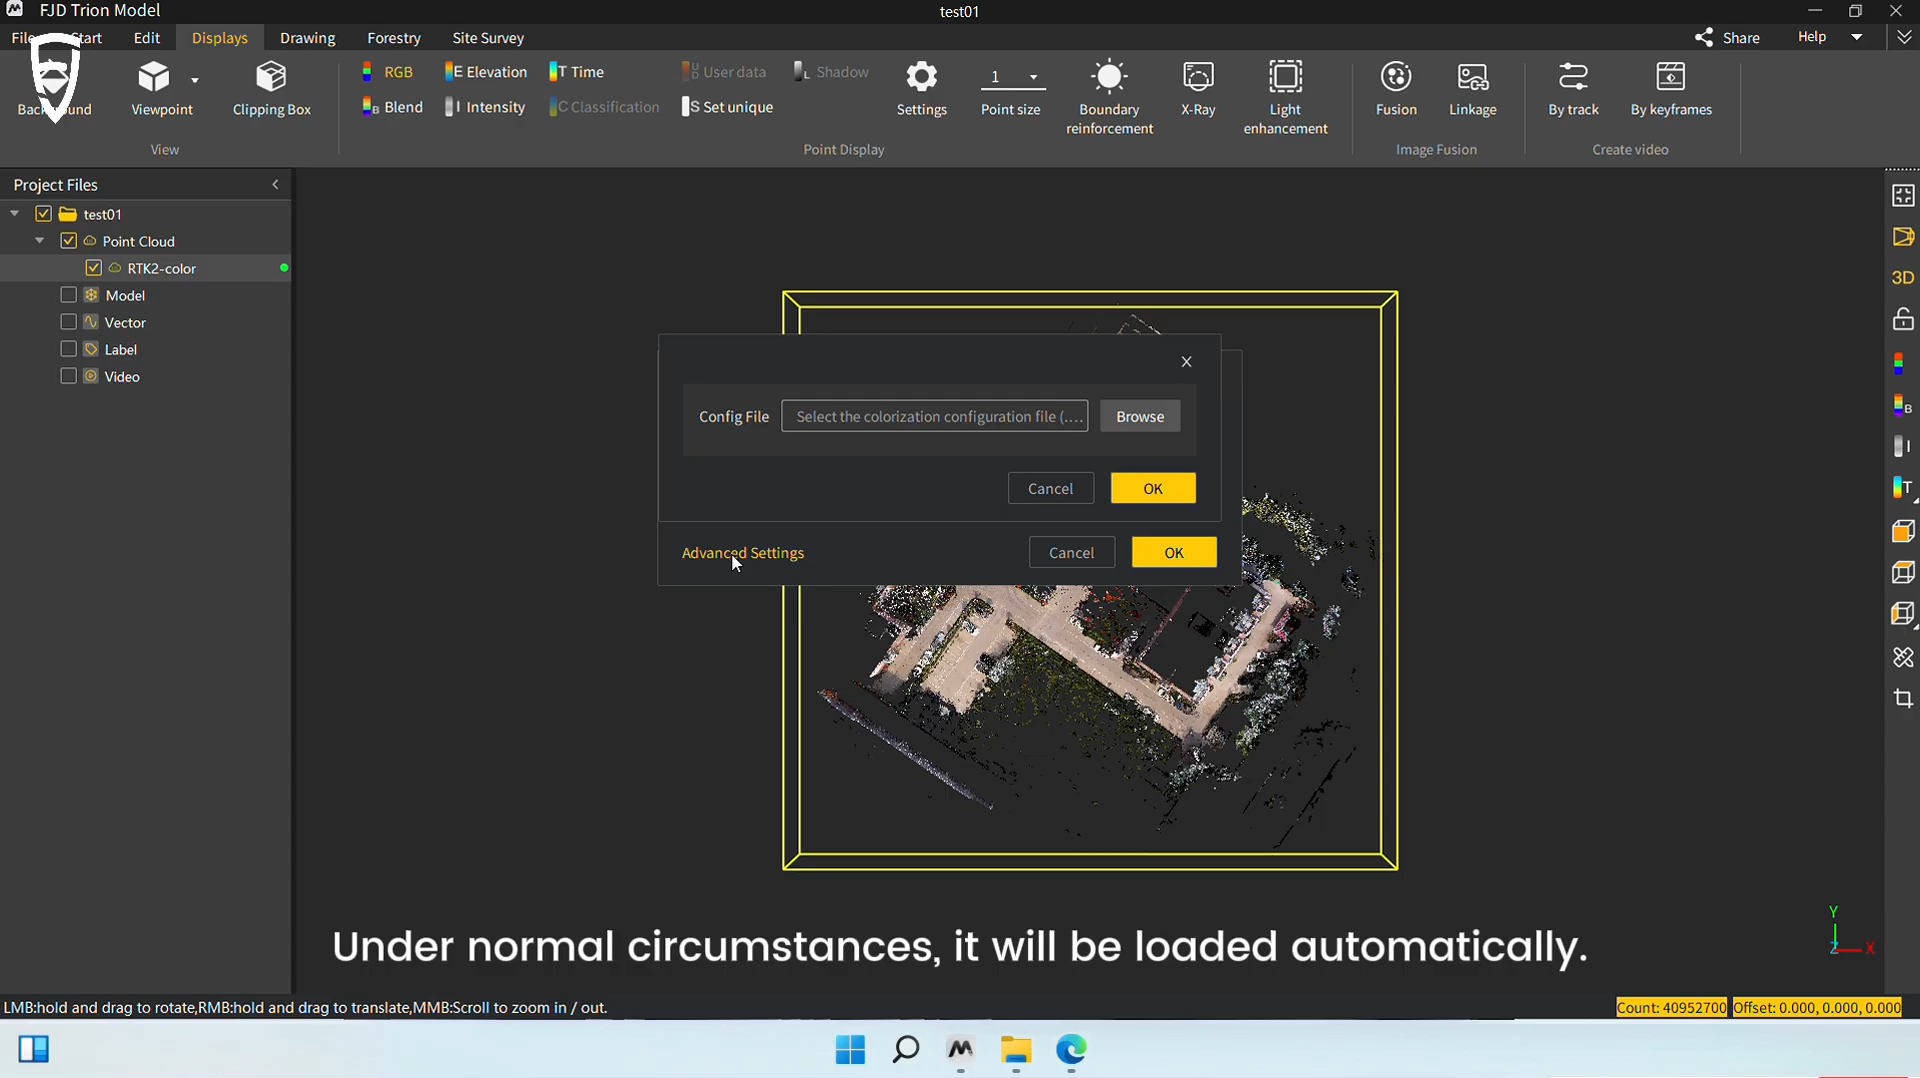 FJD Trion Model
test01
File Start Edit Displays Drawing Forestry Site Survey
Share Help
Background Viewpoint Clipping Box
View
RGB E Elevation T Time U User data L Shadow
B Blend I Intensity C Classification S Set unique
Settings
1
Point size
Boundary
reinforcement
X-Ray
Light
enhancement
Point Display
Fusion Linkage
Image Fusion
By track By keyframes
Create video
Project Files
test01
Point Cloud
RTK2-color
Model
Vector
Label
Video
3D
B
I
T
Config File Select the colorization configuration file (.... Browse
Cancel OK
Advanced Settings Cancel OK
Y
Z X
Under normal circumstances, it will be loaded automatically.
LMB:hold and drag to rotate,RMB:hold and drag to translate,MMB:Scroll to zoom in / out.
Count: 40952700 Offset: 0.000, 0.000, 0.000